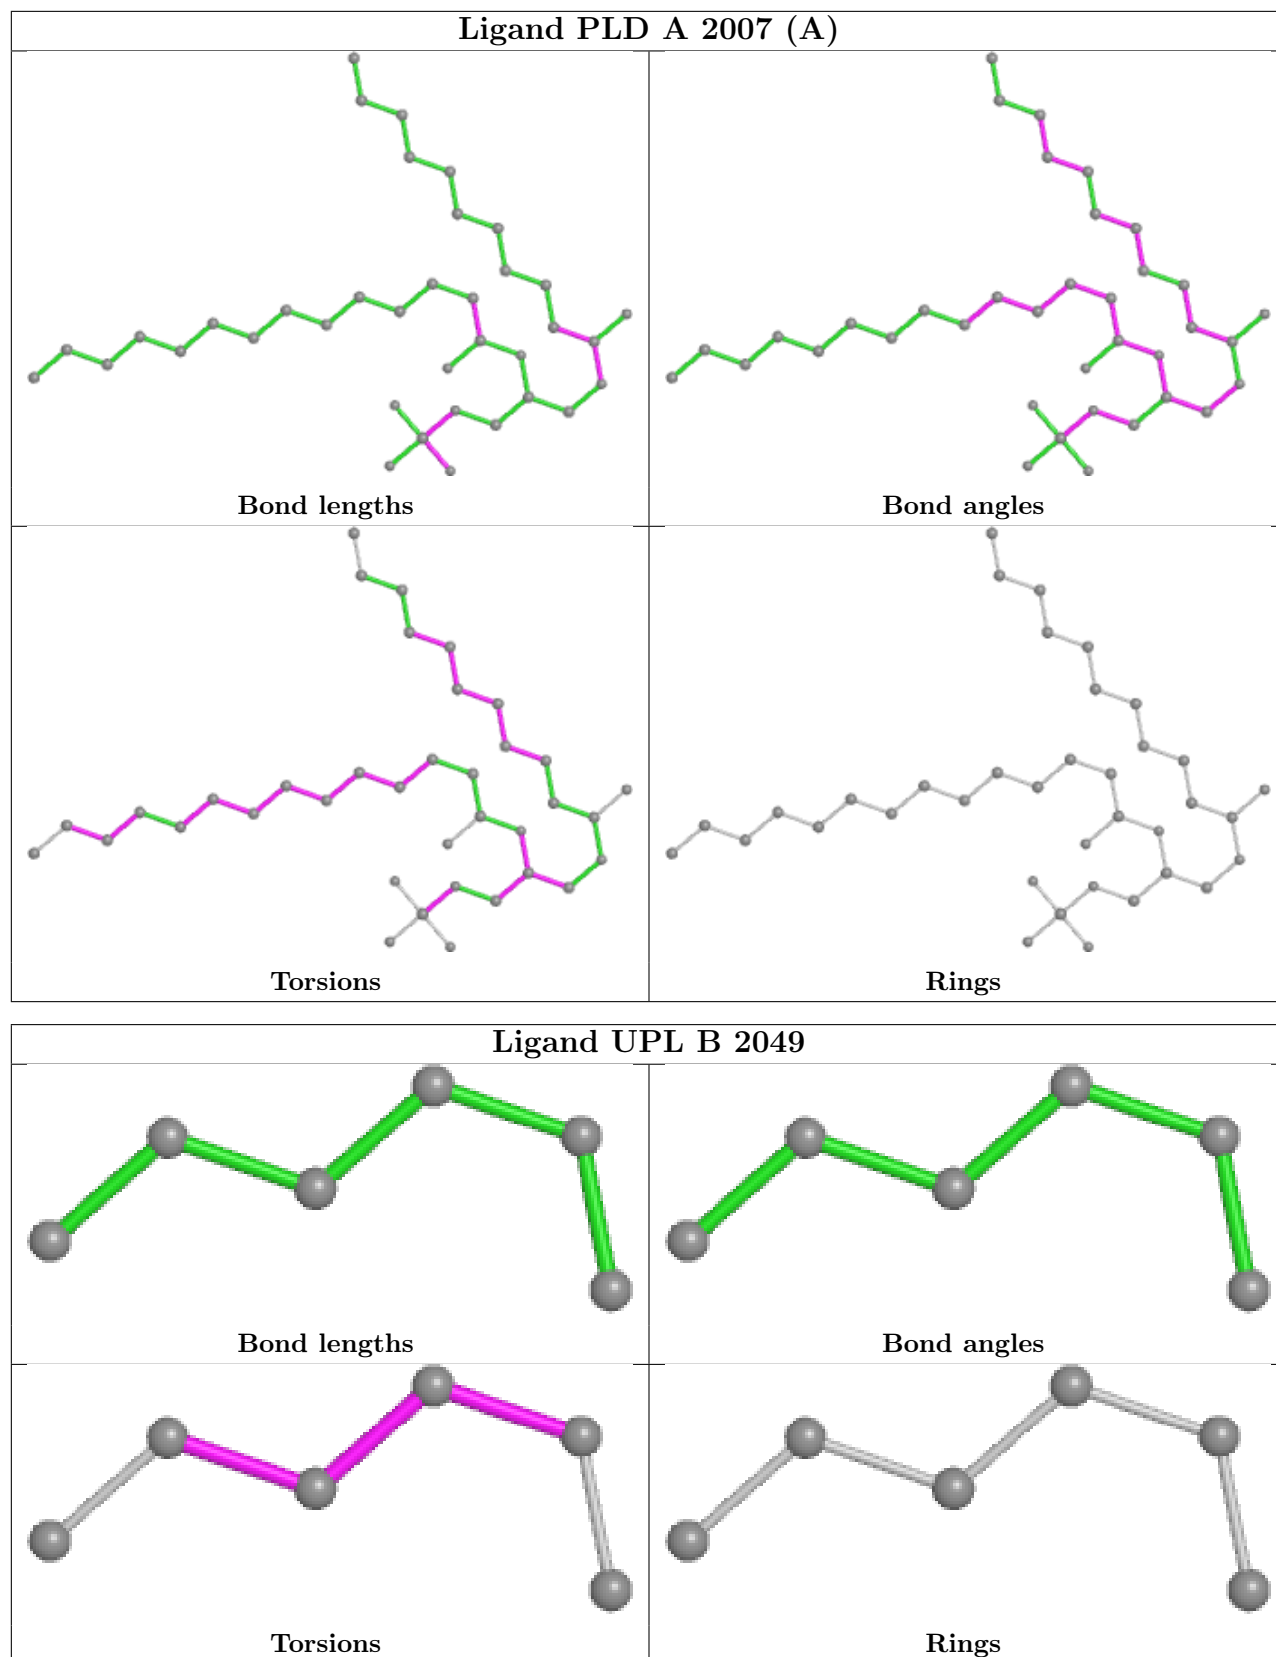 Ligand PLD A 2007 (A)
Bond lengths
Bond angles
Torsions
Rings
Ligand UPL B 2049
Bond lengths
Bond angles
Torsions
Rings